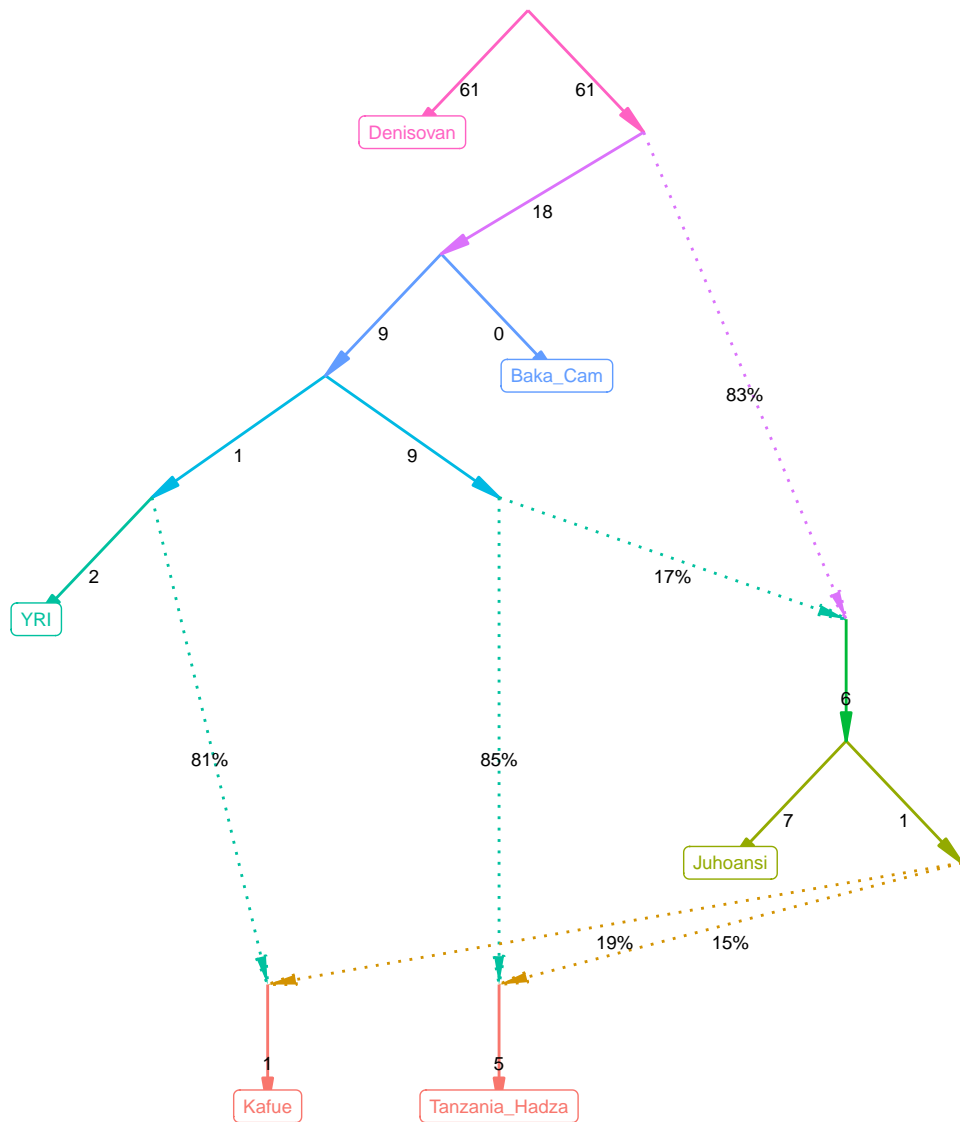 61 61
Denisovan
18
9 0
Baka_Cam
83%
1 9
2 17%
YRI
6
81% 85%
7 1
Juhoansi
19% 15%
1 5
Kafue Tanzania_Hadza